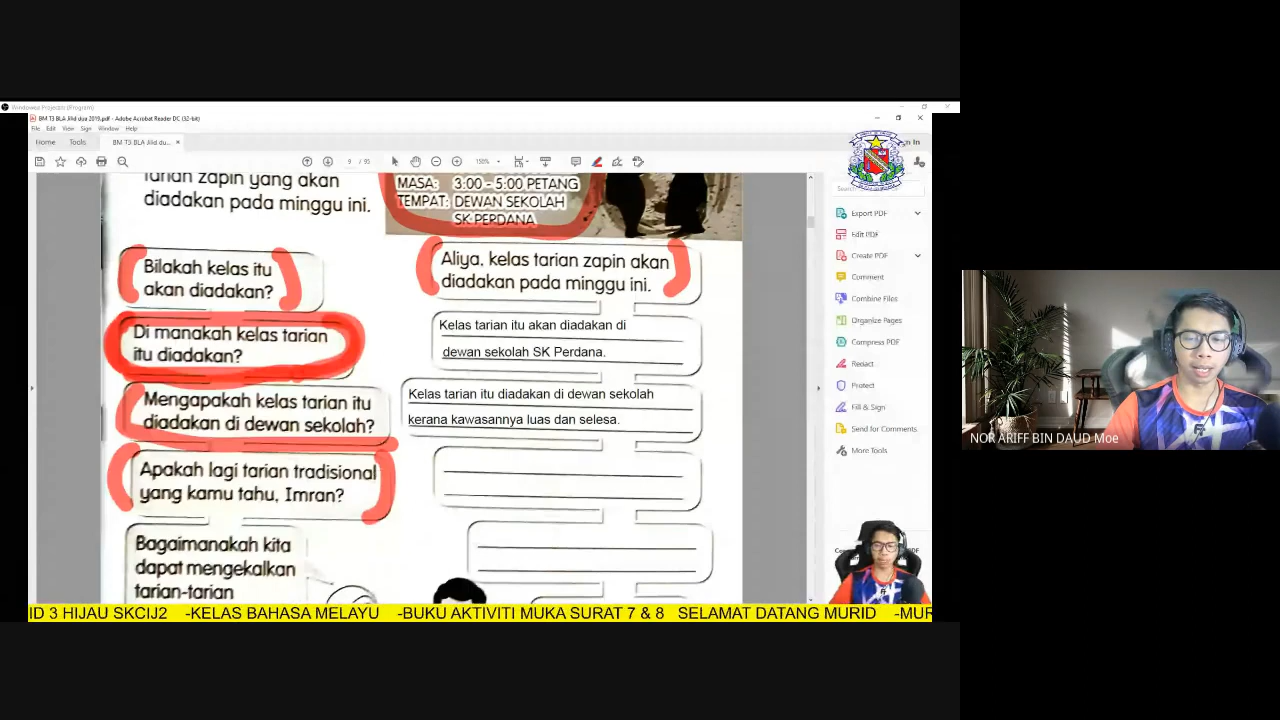 Windowed Projector (Program)
BM T3 BLA Jilid dua 2019.pdf - Adobe Acrobat Reader DC (32-bit)
File Edit View Sign Window Help
Home Tools BM T3 BLA Jilid du... × In
9 / 95 155%
tarian zapin yang akan
diadakan pada minggu ini.
MASA: 3:00 - 5:00 PETANG
TEMPAT: DEWAN SEKOLAH
SK PERDANA
Bilakah kelas itu
akan diadakan?
Aliya, kelas tarian zapin akan
diadakan pada minggu ini.
Di manakah kelas tarian
itu diadakan?
Kelas tarian itu akan diadakan di
dewan sekolah SK Perdana.
Mengapakah kelas tarian itu
diadakan di dewan sekolah?
Kelas tarian itu diadakan di dewan sekolah
kerana kawasannya luas dan selesa.
Apakah lagi tarian tradisional
yang kamu tahu, Imran?
Bagaimanakah kita
dapat mengekalkan
tarian-tarian
Export PDF
Edit PDF
Create PDF
Comment
Combine Files
Organize Pages
Compress PDF
Redact
Protect
Fill & Sign
Send for Comments
More Tools
ID 3 HIJAU SKCIJ2 -KELAS BAHASA MELAYU -BUKU AKTIVITI MUKA SURAT 7 & 8 SELAMAT DATANG MURID -MUR
NOR ARIFF BIN DAUD Moe